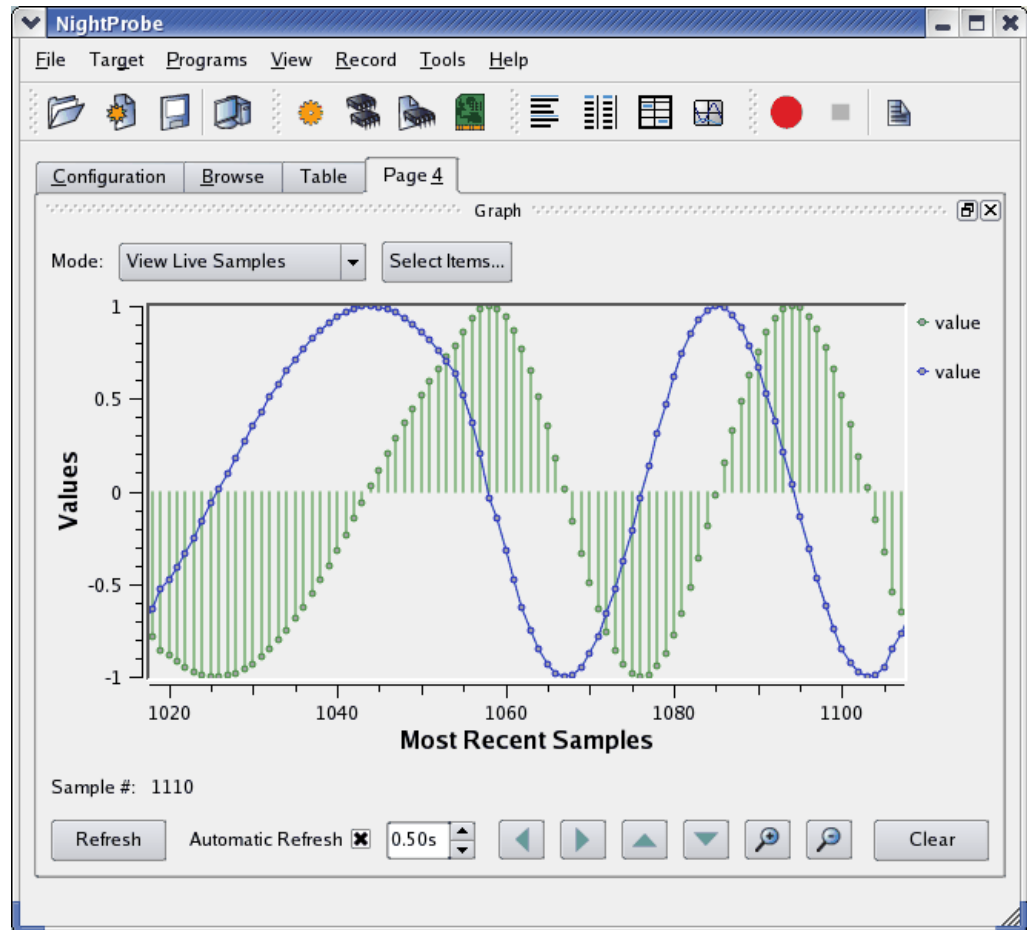 NightProbe
File Target Programs View Record Tools Help
Configuration Browse Table Page 4
Graph
Mode: View Live Samples Select Items...
1
0.5
0
-0.5
-1
Values
value
value
1020 1040 1060 1080 1100
Most Recent Samples
Sample #: 1110
Refresh Automatic Refresh 0.50s Clear